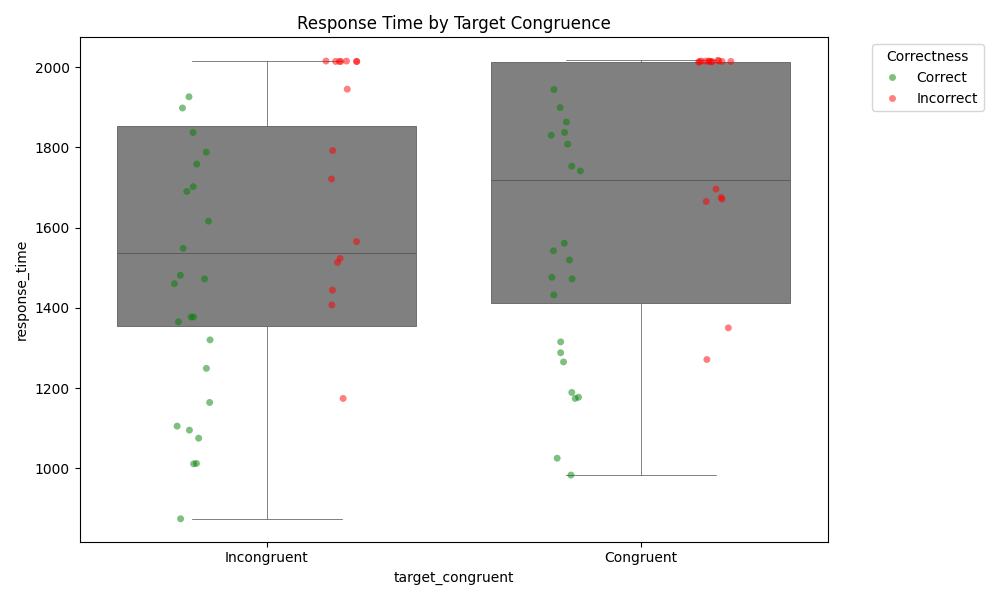 Response Time by Target Congruence
Correctness
Correct
Incorrect
response_time
2000
1800
1600
1400
1200
1000
Incongruent
Congruent
target_congruent